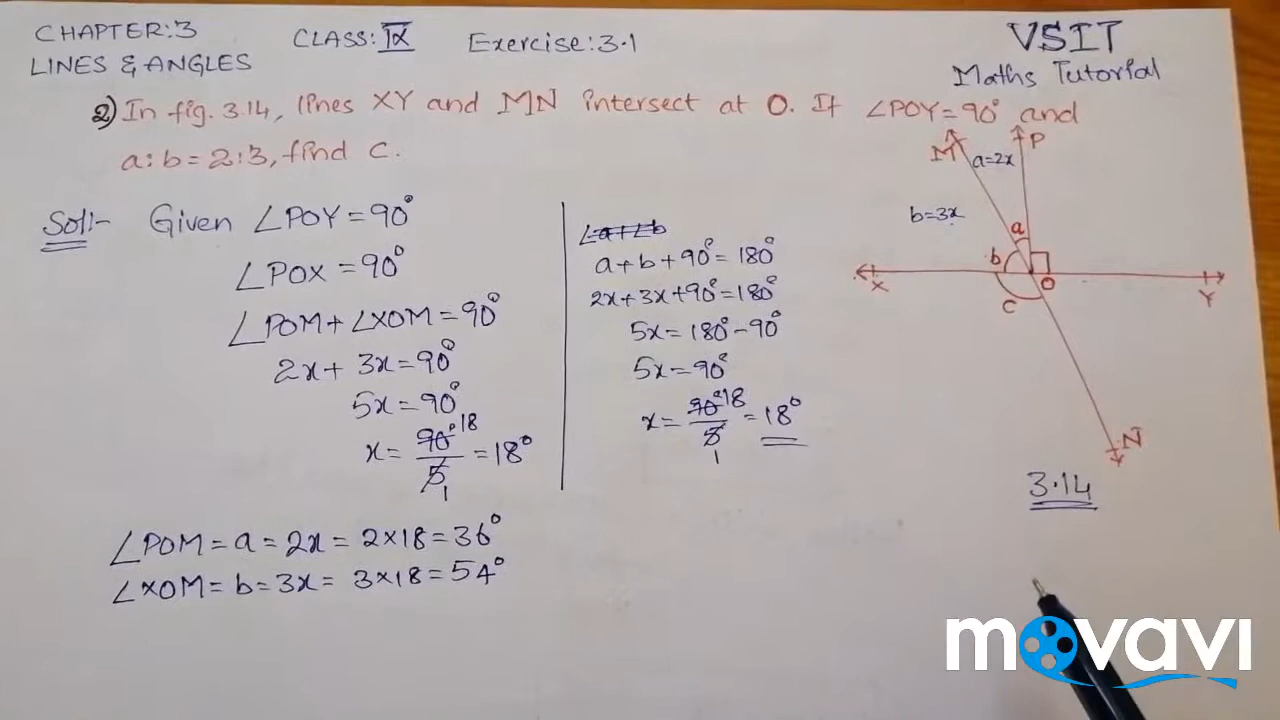 CHAPTER:3 CLASS: IX Exercise:3.1
LINES & ANGLES
VSIT
Maths Tutorial
2) In fig. 3.14, lines XY and MN intersect at O. If ∠POY=90° and
a:b=2:3, find C.
Sol:- Given ∠POY=90°
∠POX=90°
∠POM+∠XOM=90°
2x+3x=90°
5x=90°
x=90°/5 18 1 =18°
∠POM=a=2x=2×18=36°
∠XOM=b=3x=3×18=54°
∠a+∠b
a+b+90°=180°
2x+3x+90°=180°
5x=180°-90°
5x=90°
x=90°/5 18 1 =18°
M
P
a=2x
b=3x
a
b
X
O
Y
C
N
3.14
movavi